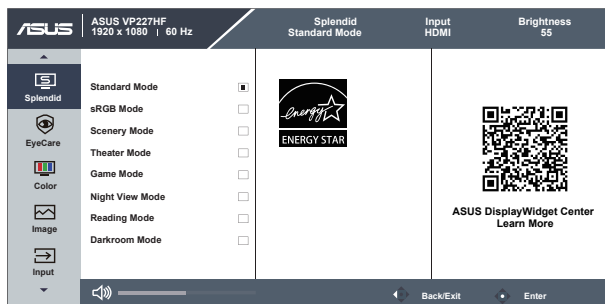 ASUS
ASUS VP227HF
1920 x 1080 | 60 Hz
Splendid
Standard Mode
Input
HDMI
Brightness
55
Splendid
EyeCare
Color
Image
Input
Standard Mode
sRGB Mode
Scenery Mode
Theater Mode
Game Mode
Night View Mode
Reading Mode
Darkroom Mode
energy
ENERGY STAR
ASUS DisplayWidget Center
Learn More
Back/Exit
Enter